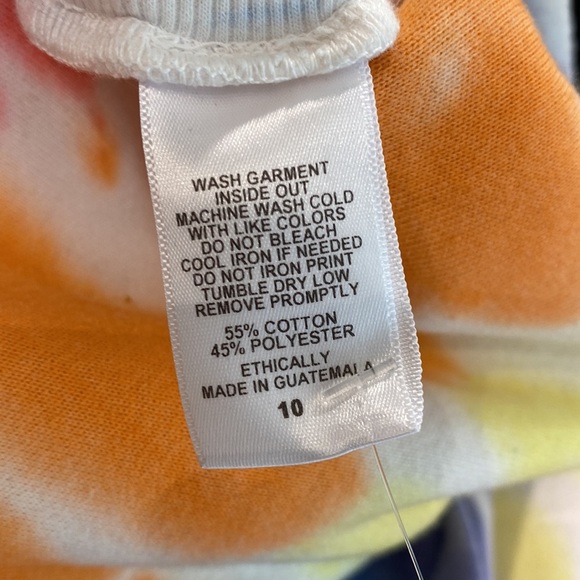 WASH GARMENT
INSIDE OUT
MACHINE WASH COLD
WITH LIKE COLORS
DO NOT BLEACH
COOL IRON IF NEEDED
DO NOT IRON PRINT
TUMBLE DRY LOW
REMOVE PROMPTLY
55% COTTON
45% POLYESTER
ETHICALLY
MADE IN GUATEMALA
10